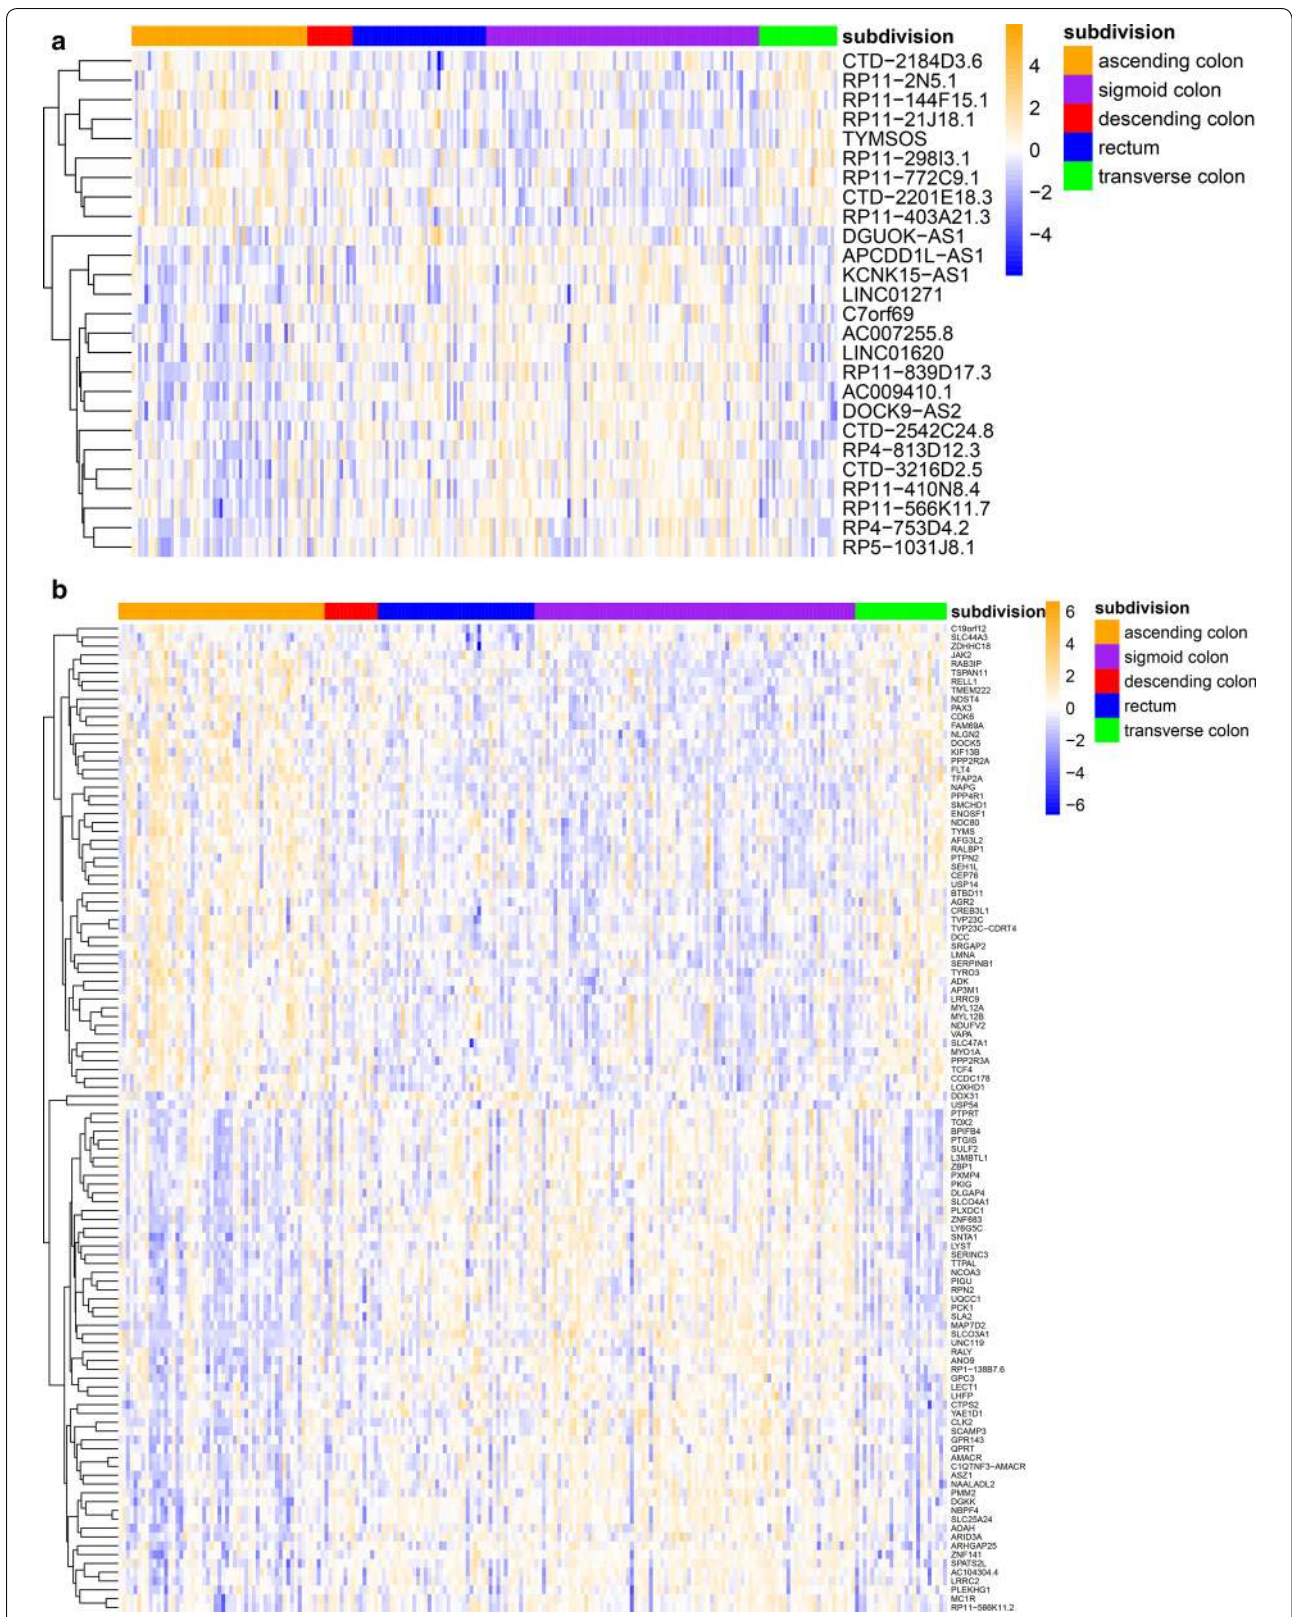 a
subdivision
CTD−2184D3.6
RP11−2N5.1
RP11−144F15.1
RP11−21J18.1
TYMSOS
RP11−298I3.1
RP11−772C9.1
CTD−2201E18.3
RP11−403A21.3
DGUOK−AS1
APCDD1L−AS1
KCNK15−AS1
LINC01271
C7orf69
AC007255.8
LINC01620
RP11−839D17.3
AC009410.1
DOCK9−AS2
CTD−2542C24.8
RP4−813D12.3
CTD−3216D2.5
RP11−410N8.4
RP11−566K11.7
RP4−753D4.2
RP5−1031J8.1
4
2
0
−2
−4
subdivision
ascending colon
sigmoid colon
descending colon
rectum
transverse colon
b
subdivision
C19orf12
SLC44A3
ZDHHC18
JAK2
RAB3IP
TSPAN11
RELL1
TMEM222
NDST4
PAX3
CDK6
FAM69A
NLGN2
DOCK5
KIF13B
PPP2R2A
FLT4
TFAP2A
NAPG
PPP4R1
SMCHD1
ENOSF1
NDC80
TYMS
AFG3L2
RALBP1
PTPN2
SEH1L
CEP76
USP14
BTBD11
AGR2
CREB3L1
TVP23C
TVP23C−CDRT4
DCC
SRGAP2
LMNA
SERPINB1
TYRO3
ADK
AP3M1
LRRC9
MYL12A
MYL12B
NDUFV2
VAPA
SLC47A1
MYO1A
PPP2R3A
TCF4
CCDC178
LOXHD1
DDX31
USP54
PTPRT
TOX2
BPIFB4
PTGIS
SULF2
L3MBTL1
ZBP1
PXMP4
PKIG
DLGAP4
SLCO4A1
PLXDC1
ZNF683
LY6G5C
SNTA1
LYST
SERINC3
TTPAL
NCOA3
PIGU
RPN2
UQCC1
PCK1
SLA2
MAP7D2
SLCO3A1
UNC119
RALY
ANO9
RP1−138B7.6
GPC3
LECT1
LHFP
CTPS2
YAE1D1
CLK2
SCAMP3
GPR143
QPRT
AMACR
C1QTNF3−AMACR
ASZ1
NAALADL2
PMM2
DGKK
NBPF4
SLC25A24
AOAH
ARID3A
ARHGAP25
ZNF141
SPATS2L
AC104304.4
LRRC2
PLEKHG1
MC1R
RP11−566K11.2
6
4
2
0
−2
−4
−6
subdivision
ascending colon
sigmoid colon
descending colon
rectum
transverse colon